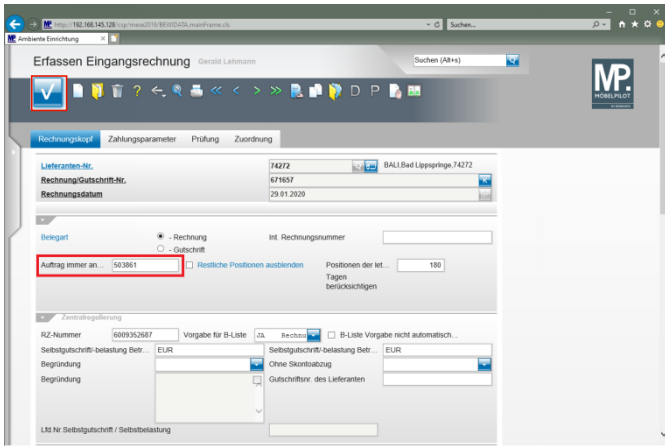 http://192.168.145.128/csp/meos2019/BEWIDATA.mainFrame.cls
Suchen...
MP Ambiente Einrichtung
Erfassen Eingangsrechnung Gerald Lehmann
Suchen (Alt+s)
MP.
MÖBELPILOT
D P
Rechnungskopf Zahlungsparameter Prüfung Zuordnung
Lieferanten-Nr. 74272 BALI,Bad Lippspringe,74272
Rechnung/Gutschrift-Nr. 671657
Rechnungsdatum 29.01.2020
Belegart - Rechnung Int. Rechnungsnummer
- Gutschrift
Auftrag immer an... 503861 Restliche Positionen ausblenden Positionen der let... 180
Tagen
berücksichtigen
Zentralregulierung
RZ-Nummer 6009352687 Vorgabe für B-Liste JA Rechnu B-Liste Vorgabe nicht automatisch...
Selbstgutschrift/-belastung Betr... EUR Selbstgutschrift/-belastung Betr... EUR
Begründung Ohne Skontoabzug
Begründung Gutschriftsnr. des Lieferanten
Lfd.Nr.Selbstgutschrift / Selbstbelastung